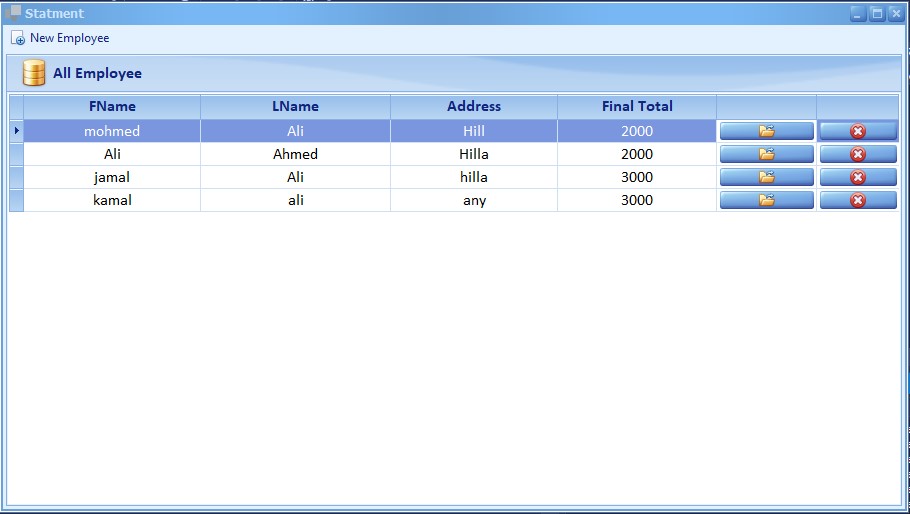 Statment
New Employee
All Employee
FName LName Address Final Total
mohmed Ali Hill 2000
Ali Ahmed Hilla 2000
jamal Ali hilla 3000
kamal ali any 3000